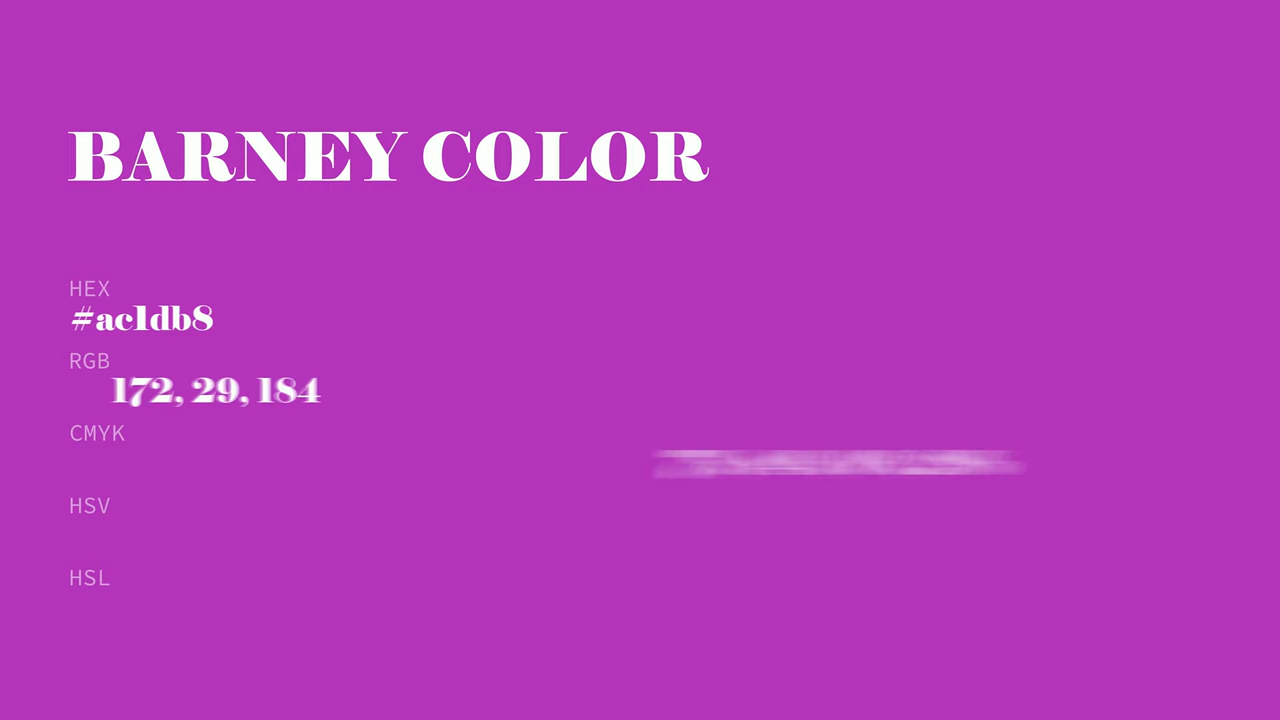 BARNEY COLOR
HEX
#ac1db8
RGB
172, 29, 184
CMYK
HSV
HSL